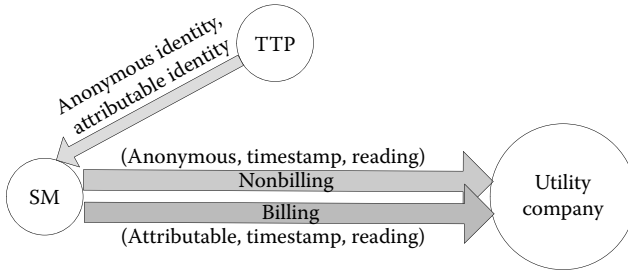 Anonymous identity,
attributable identity
TTP
(Anonymous, timestamp, reading)
Nonbilling
SM
Billing
(Attributable, timestamp, reading)
Utility
company